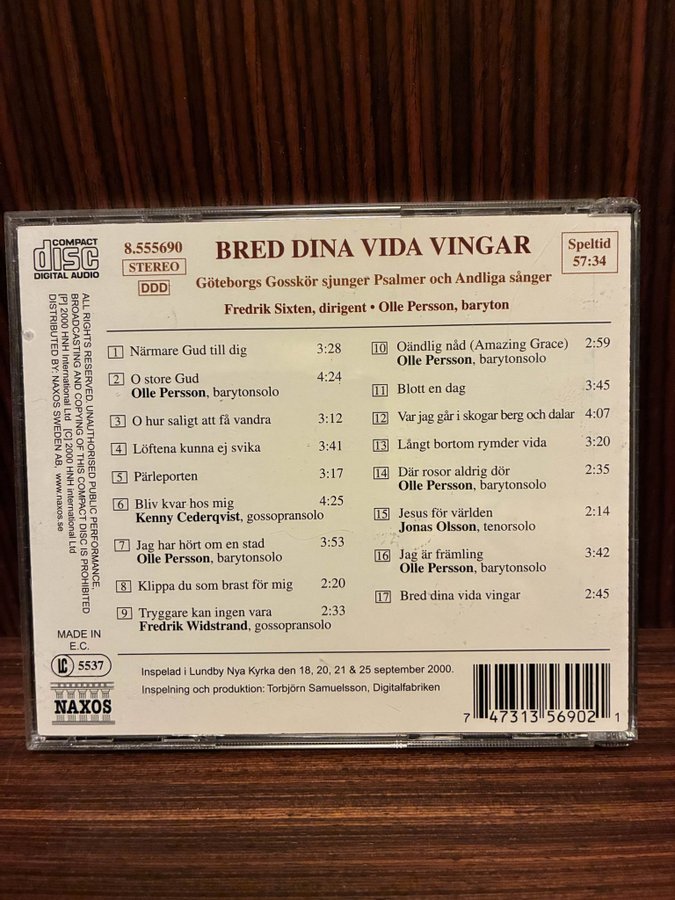 COMPACT
disc
DIGITAL AUDIO
8.555690
STEREO
DDD
BRED DINA VIDA VINGAR
Göteborgs Gosskör sjunger Psalmer och Andliga sånger
Fredrik Sixten, dirigent • Olle Persson, baryton
Speltid
57:34
1 Närmare Gud till dig 3:28
2 O store Gud 4:24
Olle Persson, barytonsolo
3 O hur saligt att få vandra 3:12
4 Löftena kunna ej svika 3:41
5 Pärleporten 3:17
6 Bliv kvar hos mig 4:25
Kenny Cederqvist, gossopransolo
7 Jag har hört om en stad 3:53
Olle Persson, barytonsolo
8 Klippa du som brast för mig 2:20
9 Tryggare kan ingen vara 2:33
Fredrik Widstrand, gossopransolo
10 Oändlig nåd (Amazing Grace) 2:59
Olle Persson, barytonsolo
11 Blott en dag 3:45
12 Var jag går i skogar berg och dalar 4:07
13 Långt bortom rymder vida 3:20
14 Där rosor aldrig dör 2:35
Olle Persson, barytonsolo
15 Jesus för världen 2:14
Jonas Olsson, tenorsolo
16 Jag är främling 3:42
Olle Persson, barytonsolo
17 Bred dina vida vingar 2:45
ALL RIGHTS RESERVED. UNAUTHORISED PUBLIC PERFORMANCE,
BROADCASTING AND COPYING OF THIS COMPACT DISC IS PROHIBITED
[P] 2000 HNH International Ltd [C] 2000 HNH international Ltd
DISTRIBUTED BY: NAXOS SWEDEN AB, www.naxos.se
MADE IN
E.C.
LC 5537
NAXOS
Inspelad i Lundby Nya Kyrka den 18, 20, 21 & 25 september 2000.
Inspelning och produktion: Torbjörn Samuelsson, Digitalfabriken
7 47313 56902 1